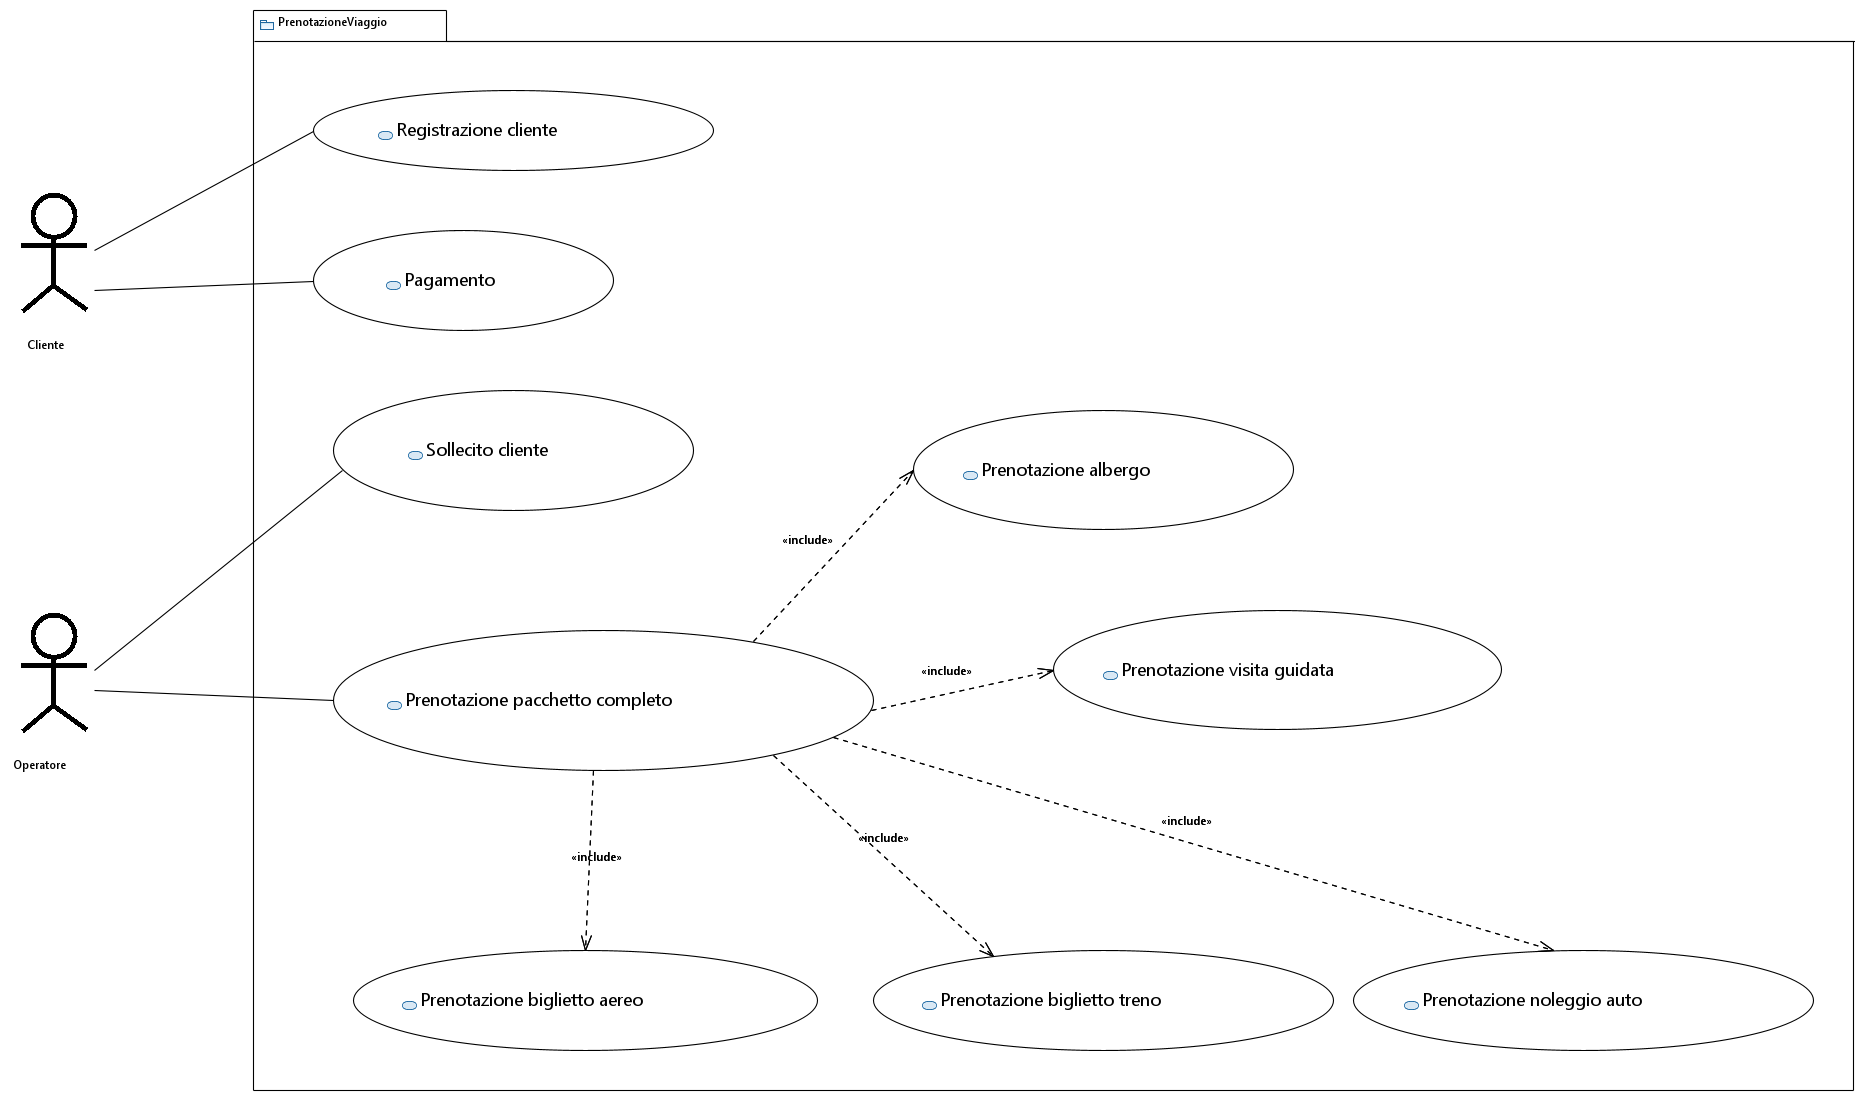 PrenotazioneViaggio
Registrazione cliente
Pagamento
Cliente
Sollecito cliente
Prenotazione albergo
«include»
Prenotazione visita guidata
«include»
Prenotazione pacchetto completo
Operatore
«include»
«include»
«include»
Prenotazione biglietto aereo
Prenotazione biglietto treno
Prenotazione noleggio auto